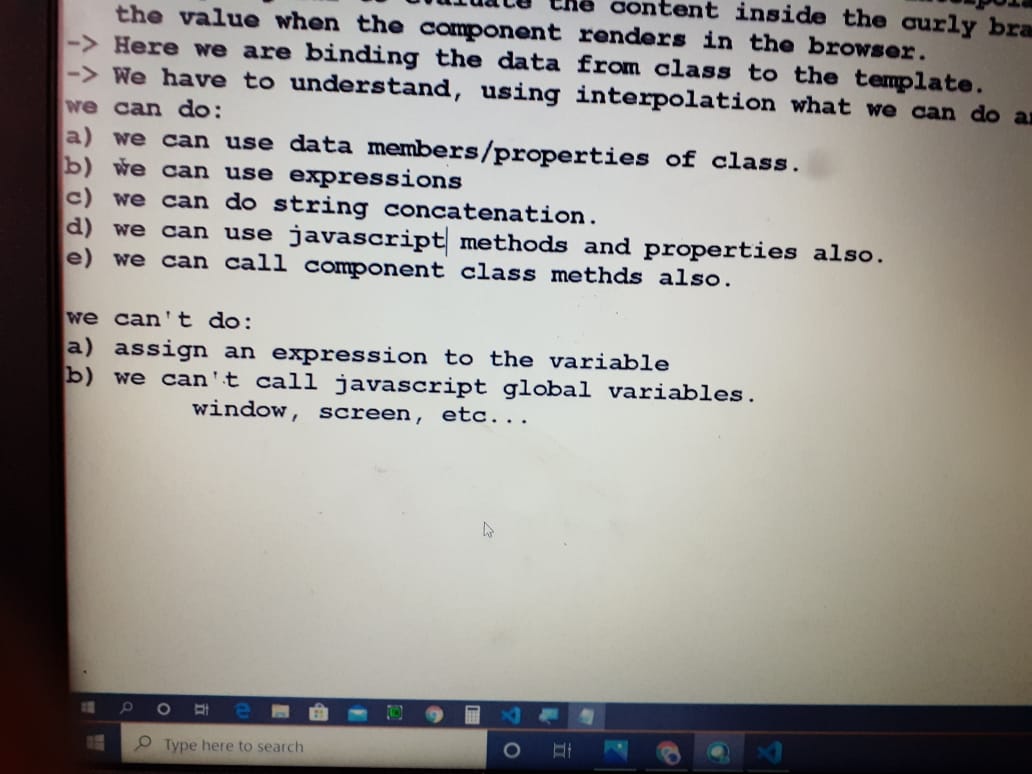 the content inside the curly bra
the value when the component renders in the browser.
-> Here we are binding the data from class to the template.
-> We have to understand, using interpolation what we can do a
we can do:
a) we can use data members/properties of class.
b) we can use expressions
c) we can do string concatenation.
d) we can use javascript methods and properties also.
e) we can call component class methds also.
we can't do:
a) assign an expression to the variable
b) we can't call javascript global variables.
window, screen, etc...
Type here to search